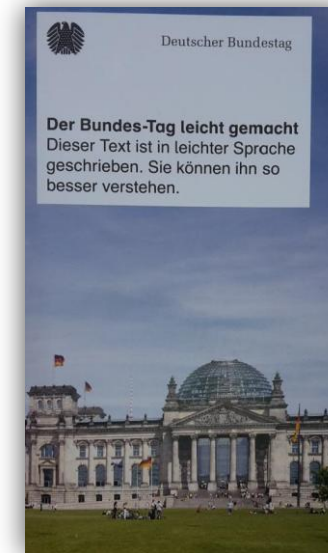 Deutscher Bundestag
Der Bundes-Tag leicht gemacht
Dieser Text ist in leichter Sprache
geschrieben. Sie können ihn so
besser verstehen.